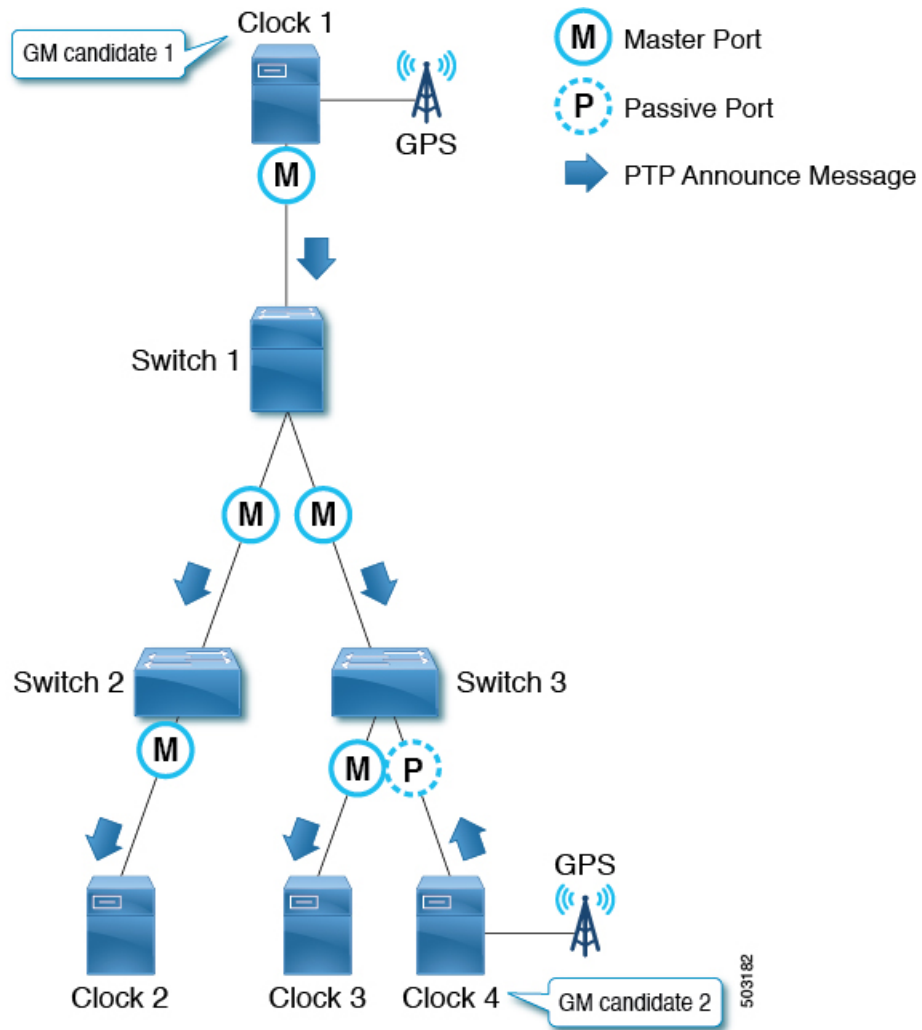 Clock 1
GM candidate 1
GPS
M
M Master Port
P Passive Port
PTP Announce Message
Switch 1
M
M
Switch 2
Switch 3
M
M
P
GPS
Clock 2
Clock 3
Clock 4
GM candidate 2
503182